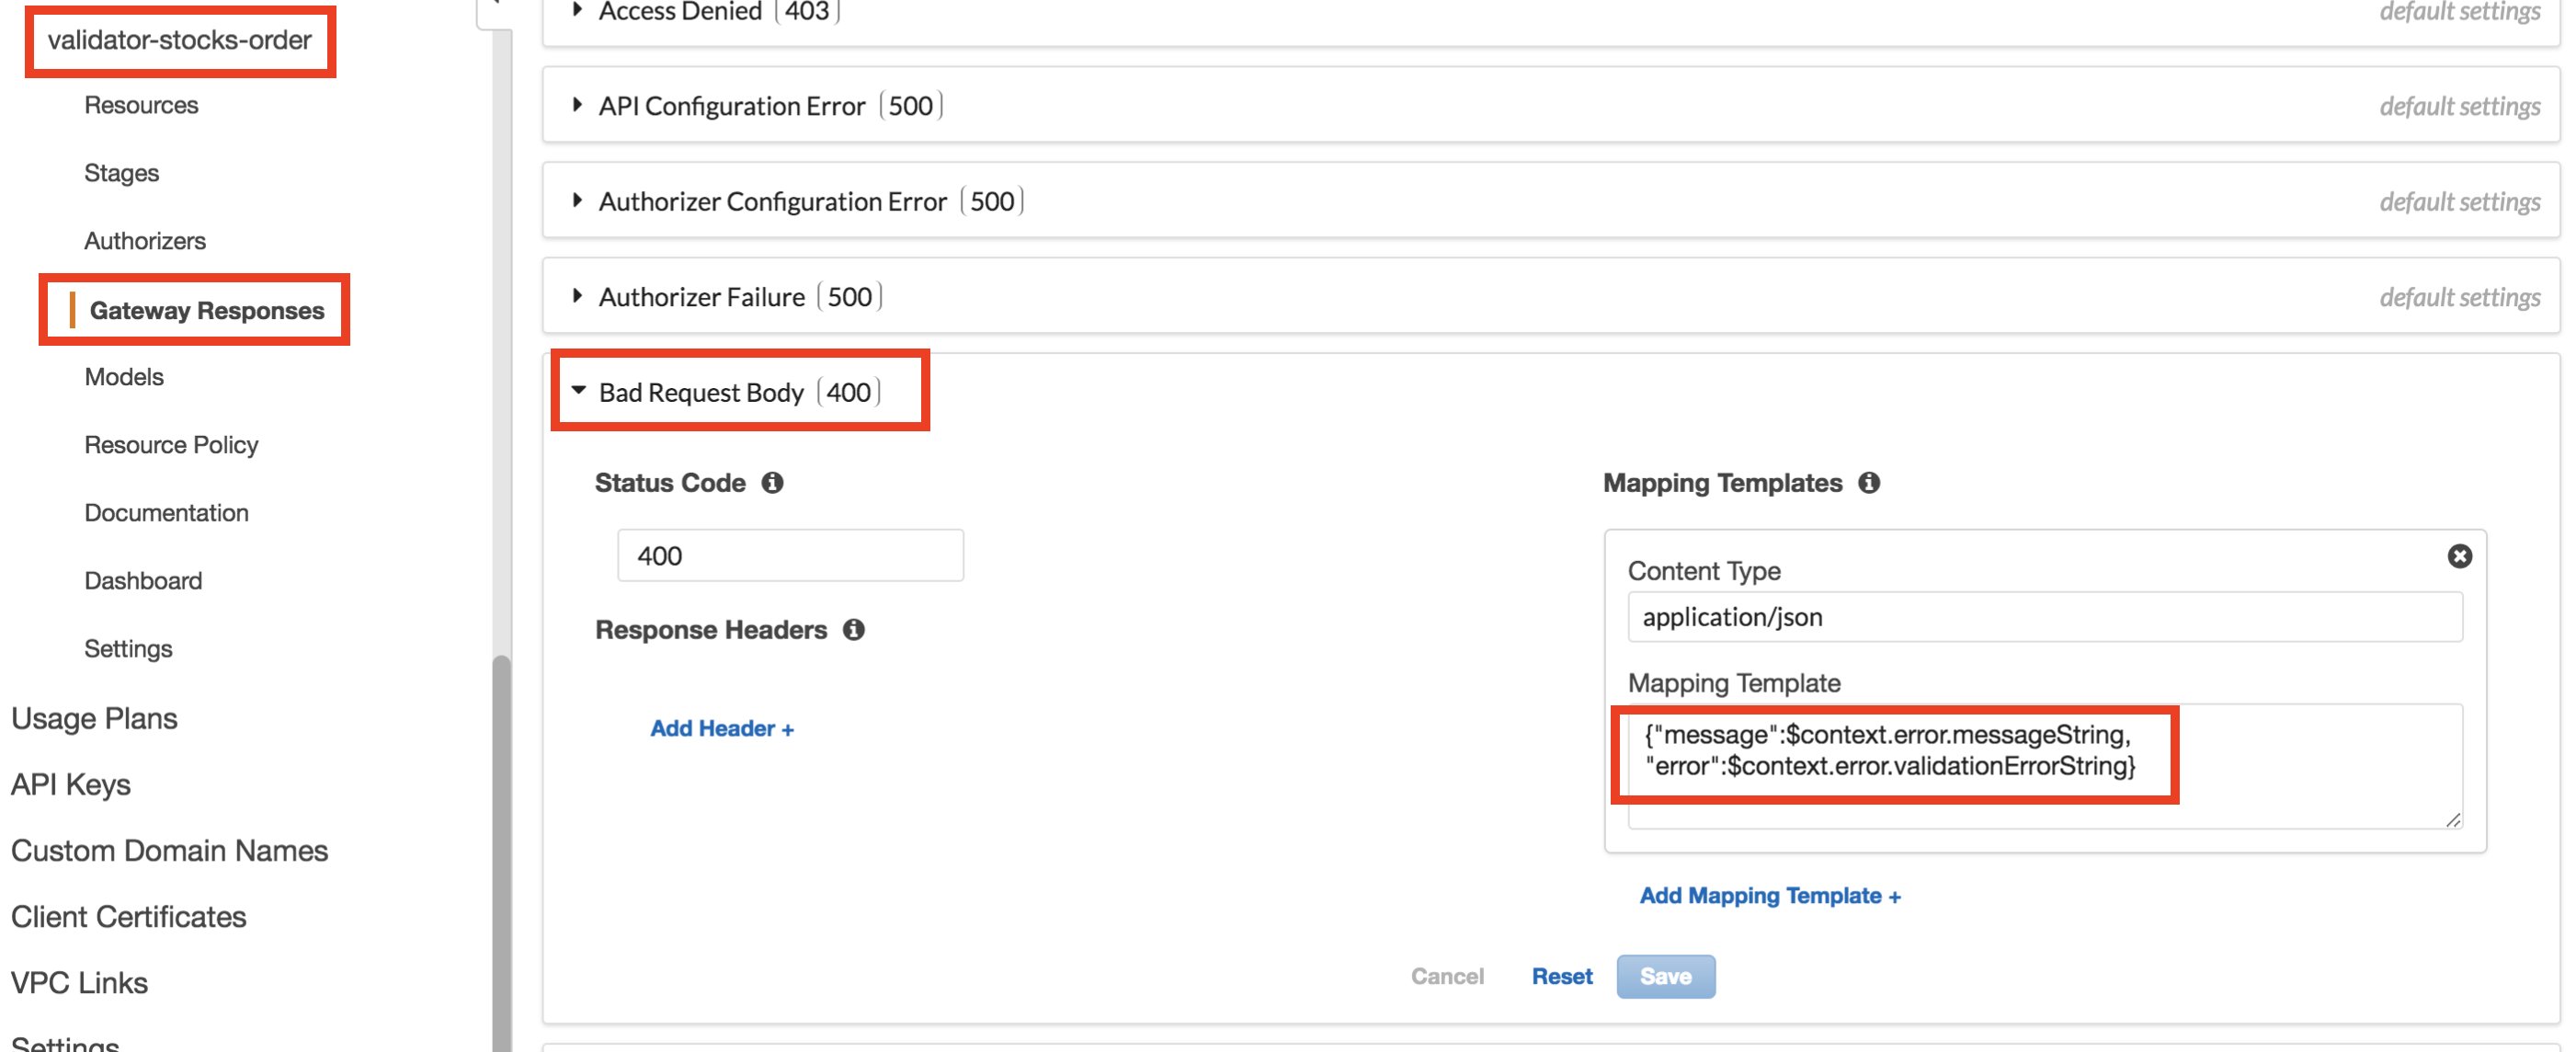 validator-stocks-order
Resources
Stages
Authorizers
Gateway Responses
Models
Resource Policy
Documentation
Dashboard
Settings
Usage Plans
API Keys
Custom Domain Names
Client Certificates
VPC Links
Settings
Access Denied (403) default settings
API Configuration Error (500) default settings
Authorizer Configuration Error (500) default settings
Authorizer Failure (500) default settings
Bad Request Body (400)
Status Code
400
Response Headers
Add Header +
Mapping Templates
Content Type
application/json
Mapping Template
{"message":$context.error.messageString,
"error":$context.error.validationErrorString}
Add Mapping Template +
Cancel Reset Save